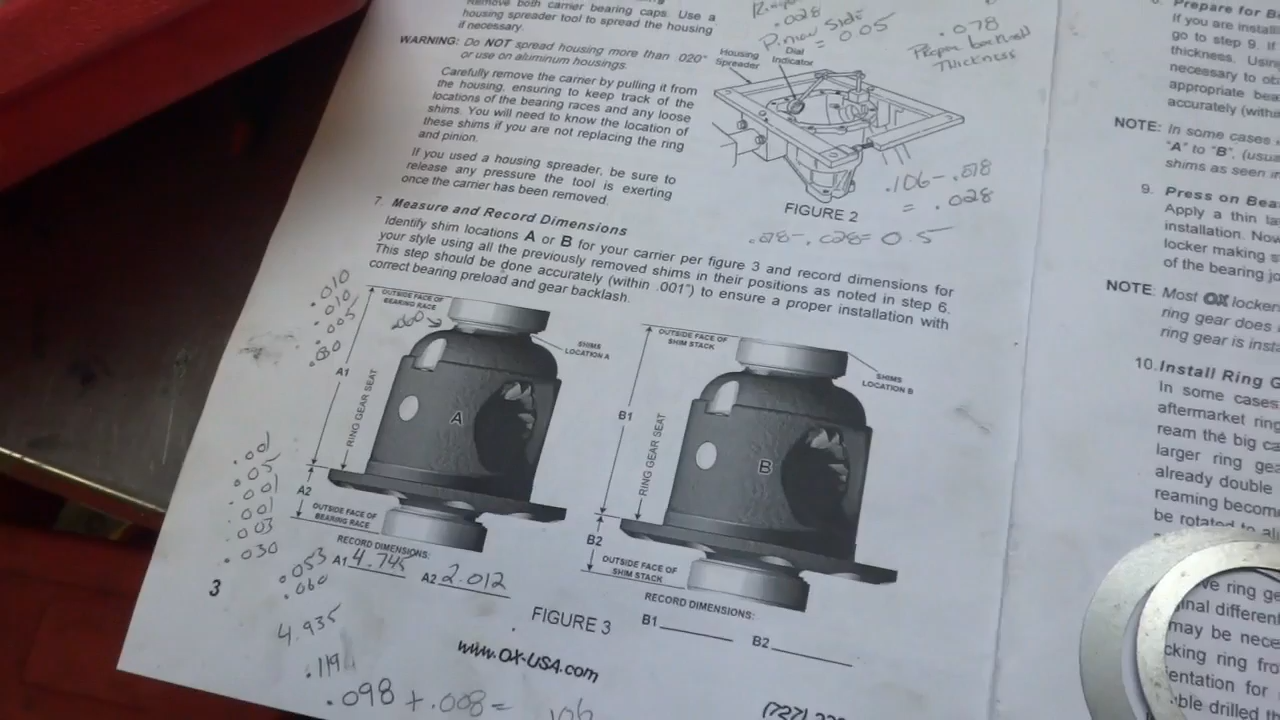 Remove both carrier bearing caps. Use a
housing spreader tool to spread the housing
if necessary.
WARNING: Do NOT spread housing more than .020"
or use on aluminum housings.
Carefully remove the carrier by pulling it from
the housing, ensuring to keep track of the
locations of the bearing races and any loose
shims. You will need to know the location of
these shims if you are not replacing the ring
and pinion.
If you used a housing spreader, be sure to
release any pressure the tool is exerting
once the carrier has been removed.
.028
= 0.05
.078
Thickness
Housing
Spreader
Dial
Indicator
.106-.078
= .028
FIGURE 2
.078-.028= 0.5
7. Measure and Record Dimensions
Identify shim locations A or B for your carrier per figure 3 and record dimensions for
your style using all the previously removed shims in their positions as noted in step 6.
This step should be done accurately (within .001") to ensure a proper installation with
correct bearing preload and gear backlash.
.010
.010
.005
OUTSIDE FACE OF
BEARING RACE
SHIMS
LOCATION A
A1
RING GEAR SEAT
A
A2
OUTSIDE FACE OF
BEARING RACE
RECORD DIMENSIONS:
A1 4.745
A2 2.012
OUTSIDE FACE OF
SHIM STACK
SHIMS
LOCATION B
B1
RING GEAR SEAT
B
B2
OUTSIDE FACE OF
SHIM STACK
RECORD DIMENSIONS:
B1
B2
.05
.001
.001
.003
.030
.053
.060
4.935
.119
.098 + .008 =
3
FIGURE 3
www.OX-USA.com
(727)
Prepare for B
If you are instal
go to step 9. If
thickness. Using
necessary to ob
appropriate bea
accurately (withi
NOTE: In some cases
"A" to "B", (usua
shims as seen in
9. Press on Bea
Apply a thin la
installation. Now
locker making s
of the bearing jo
NOTE: Most OX locker
ring gear does
ring gear is insta
10. Install Ring G
In some cases
aftermarket ring
ream the big ca
larger ring gea
already double
reaming becom
be rotated to ali
ve ring ge
inal differen
may be nece
cking ring fro
ientation for
ble drilled th